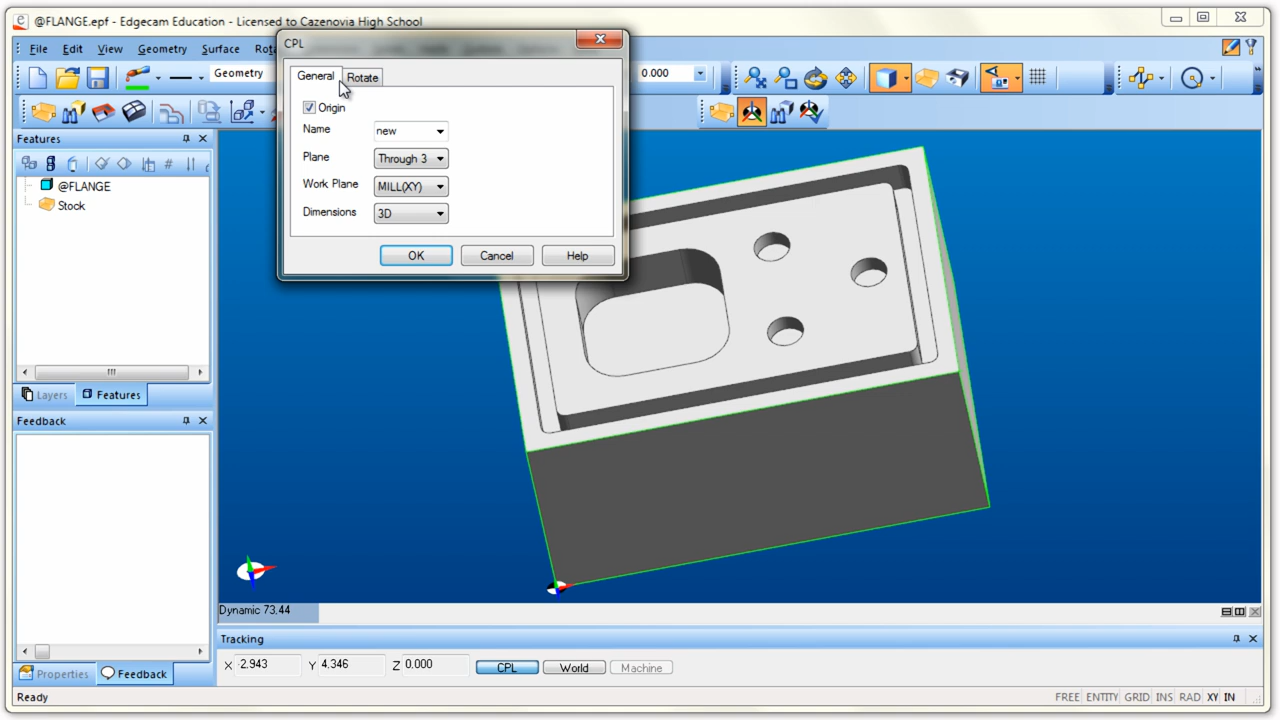 @FLANGE.epf - Edgecam Education - Licensed to Cazenovia High School
File Edit View Geometry Surface
Geometry
0.000
CPL
General Rotate
Origin
Name new
Plane Through 3
Work Plane MILL(XY)
Dimensions 3D
OK Cancel Help
Features
@FLANGE
Stock
Layers Features
Feedback
Dynamic 73.44
Tracking
X -2.943 Y 4.346 Z 0.000 CPL World Machine
Properties Feedback
Ready
FREE ENTITY GRID INS RAD XY IN